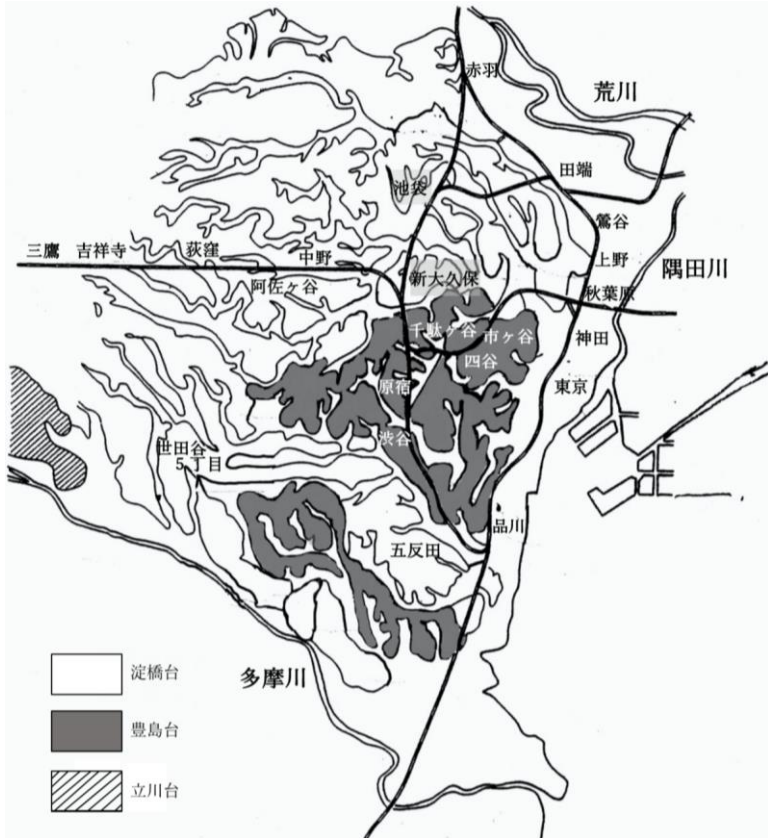 赤羽
荒川
田端
池袋
鶯谷
三鷹
吉祥寺
荻窪
中野
上野
隅田川
阿佐ヶ谷
新大久保
秋葉原
千駄ヶ谷
市ヶ谷
神田
四谷
原宿
東京
渋谷
世田谷
5丁目
品川
五反田
多摩川
淀橋台
豊島台
立川台